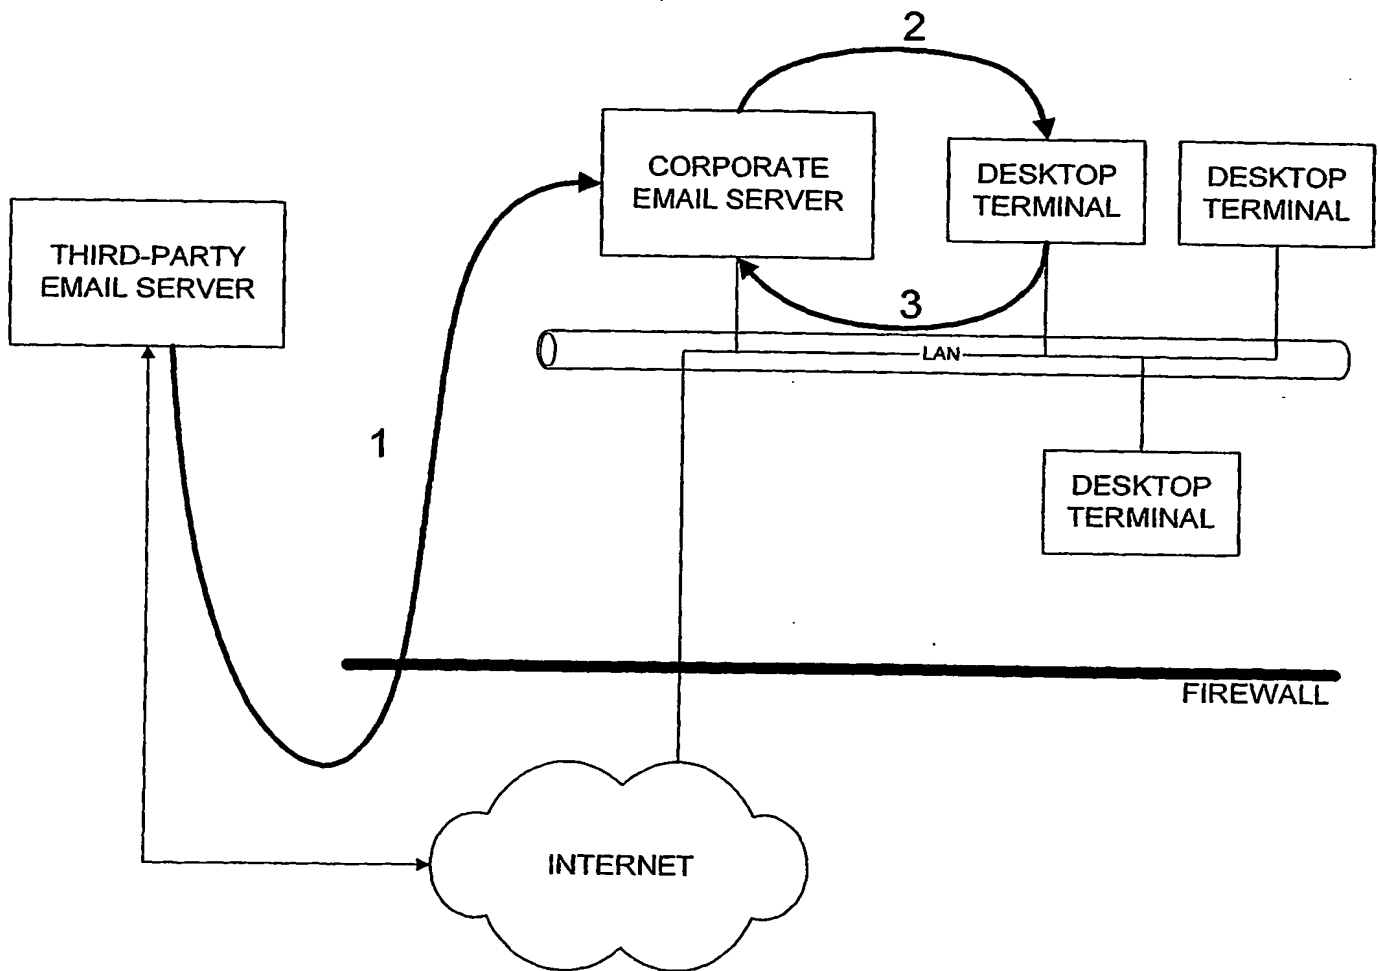 2
CORPORATE
EMAIL SERVER
DESKTOP
TERMINAL
DESKTOP
TERMINAL
THIRD-PARTY
EMAIL SERVER
3
LAN
1
DESKTOP
TERMINAL
FIREWALL
INTERNET